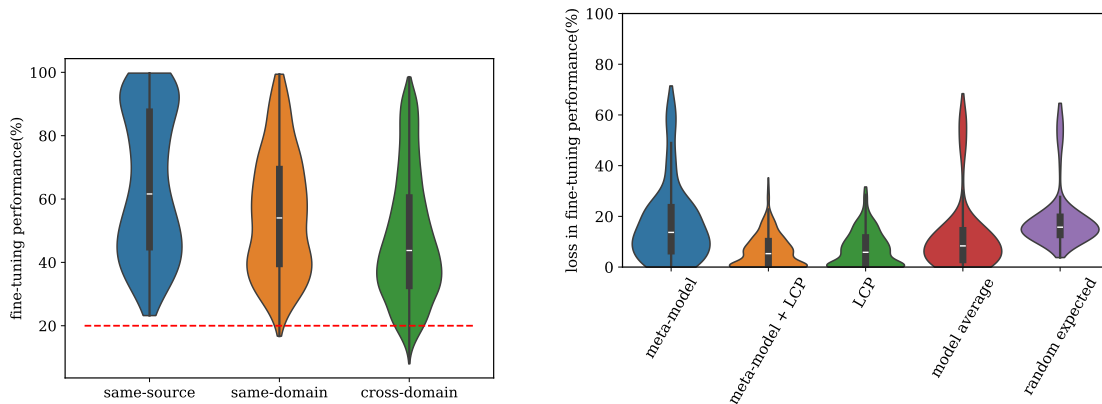 fine-tuning performance(%)
100
80
60
40
20
same-source
same-domain
cross-domain
loss in fine-tuning performance(%)
100
80
60
40
20
0
meta-model
meta-model + LCP
LCP
model average
random expected